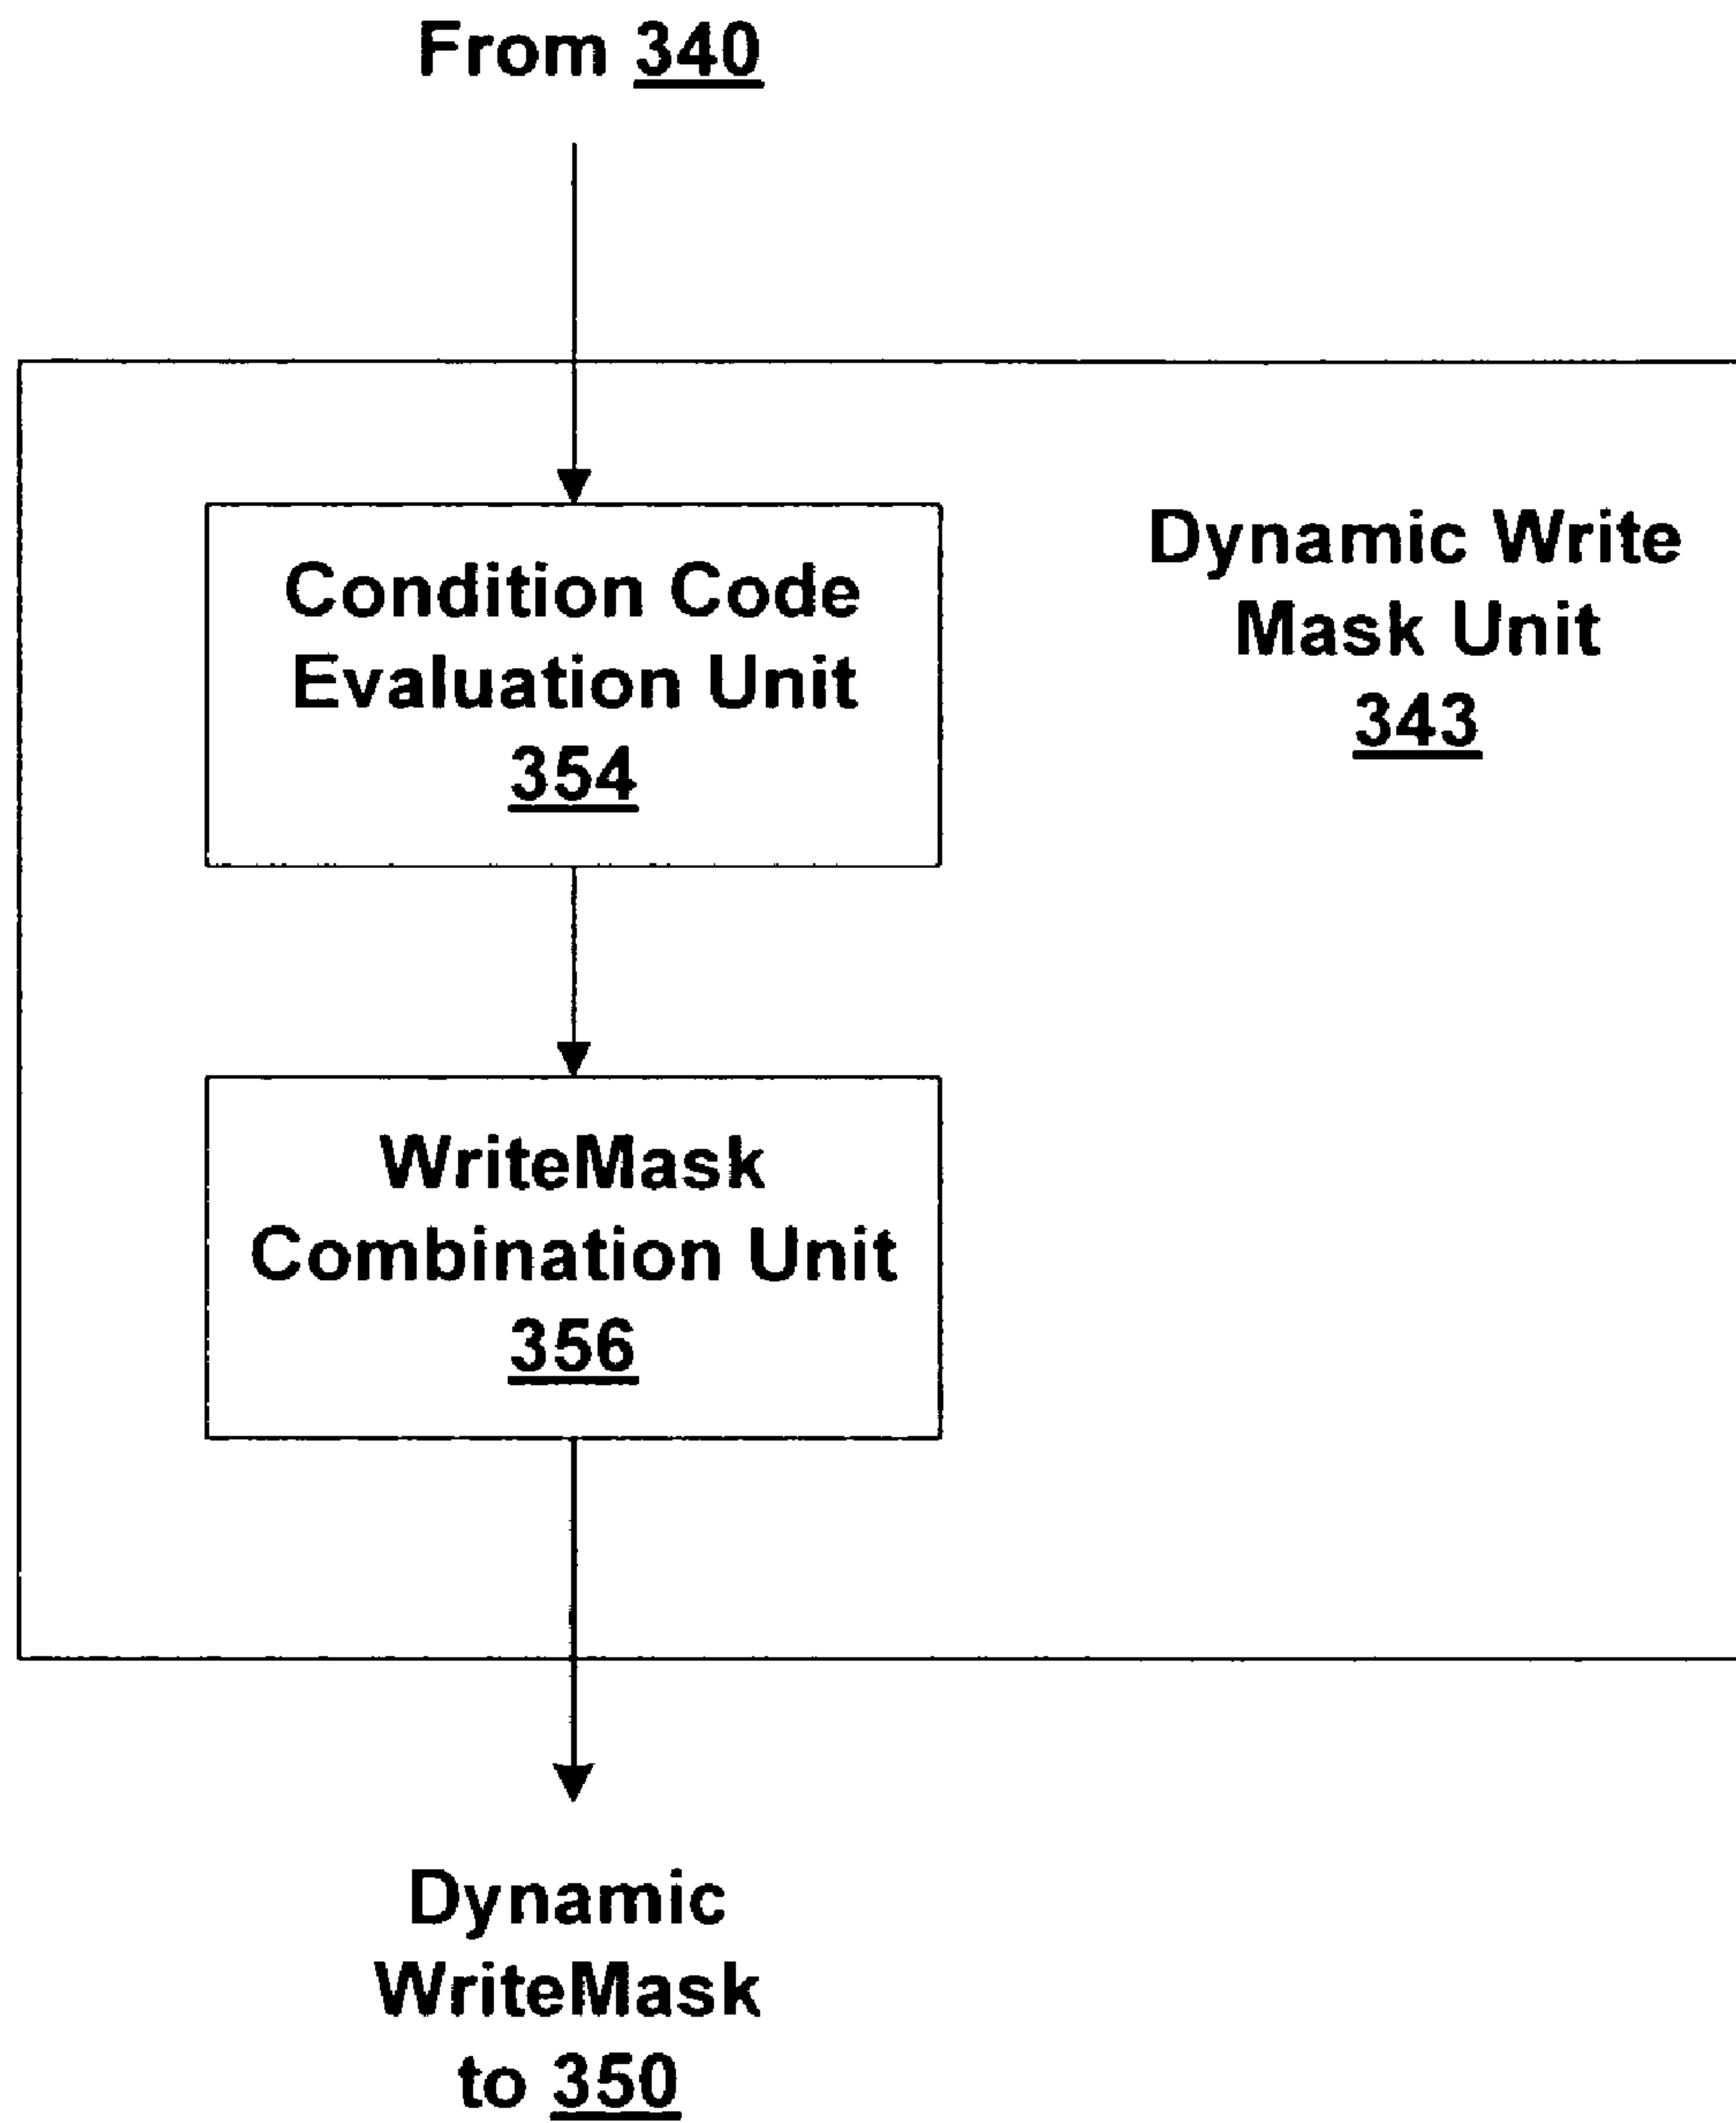 From 340
Condition Code
Evaluation Unit
354
Dynamic Write
Mask Unit
343
WriteMask
Combination Unit
356
Dynamic
WriteMask
to 350